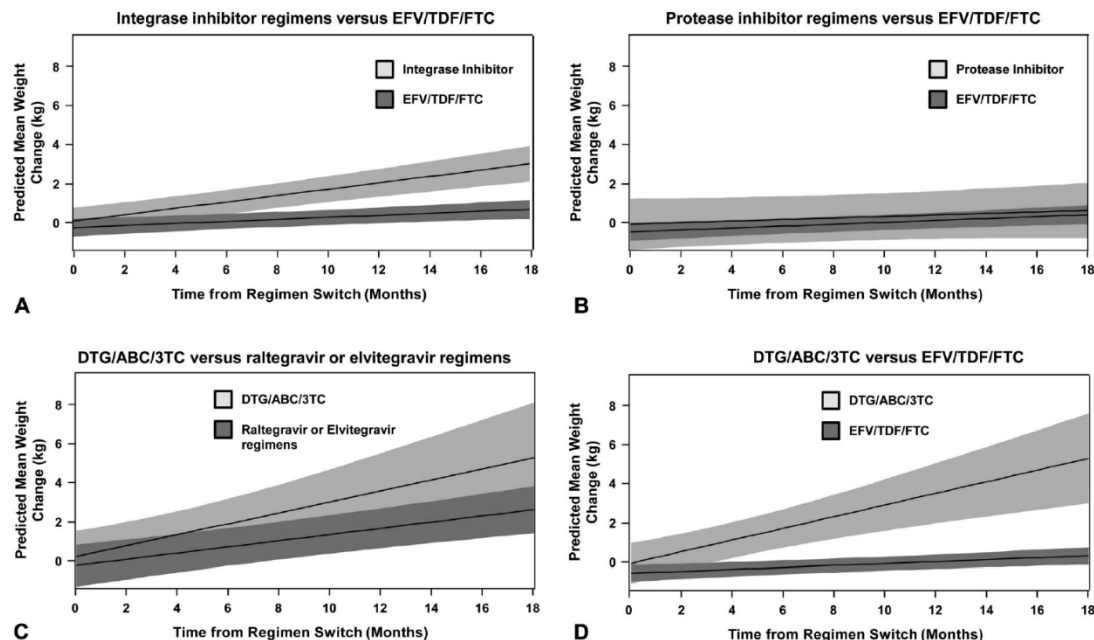 Integrase inhibitor regimens versus EFV/TDF/FTC
Predicted Mean Weight
Change (kg)
8
6
4
2
0
Integrase Inhibitor
EFV/TDF/FTC
0 2 4 6 8 10 12 14 16 18
Time from Regimen Switch (Months)
A
Protease inhibitor regimens versus EFV/TDF/FTC
Predicted Mean Weight
Change (kg)
8
6
4
2
0
Protease Inhibitor
EFV/TDF/FTC
0 2 4 6 8 10 12 14 16 18
Time from Regimen Switch (Months)
B
DTG/ABC/3TC versus raltegravir or elvitegravir regimens
Predicted Mean Weight
Change (kg)
8
6
4
2
0
DTG/ABC/3TC
Raltegravir or Elvitegravir
regimens
0 2 4 6 8 10 12 14 16 18
Time from Regimen Switch (Months)
C
DTG/ABC/3TC versus EFV/TDF/FTC
Predicted Mean Weight
Change (kg)
8
6
4
2
0
DTG/ABC/3TC
EFV/TDF/FTC
0 2 4 6 8 10 12 14 16 18
Time from Regimen Switch (Months)
D